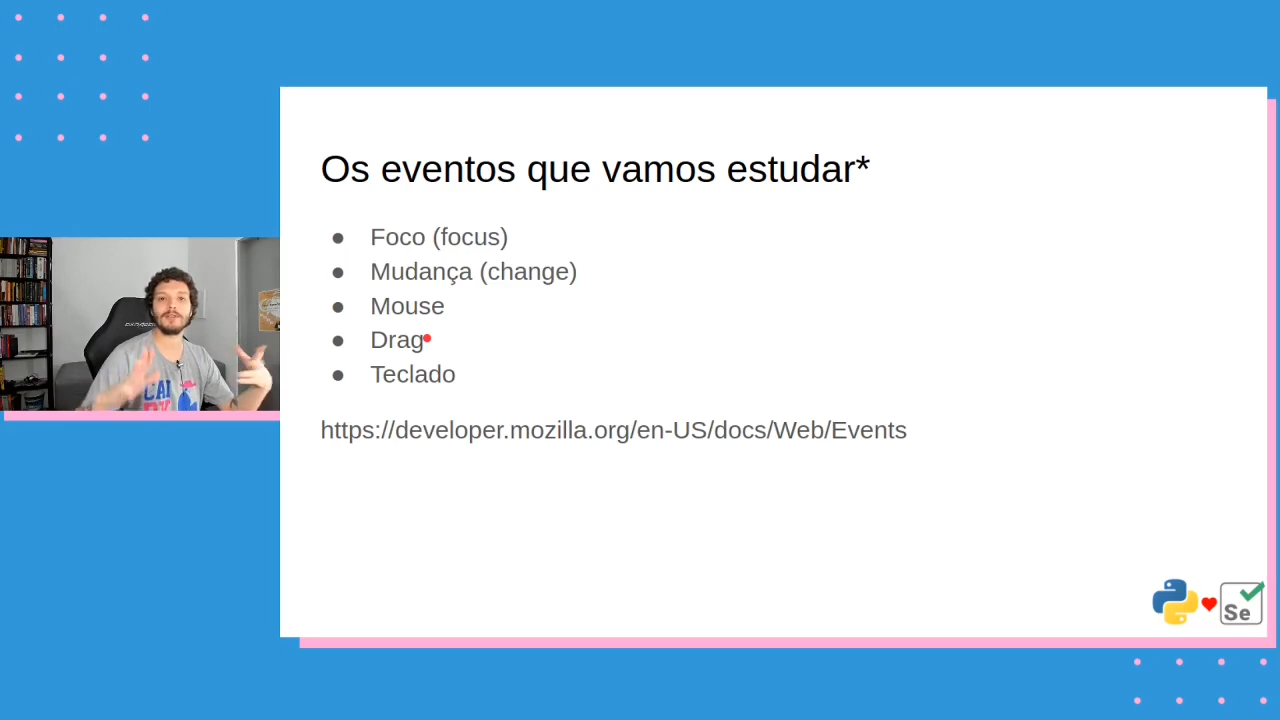 Os eventos que vamos estudar*
● Foco (focus)
● Mudança (change)
● Mouse
● Drag
● Teclado
https://developer.mozilla.org/en-US/docs/Web/Events
Se